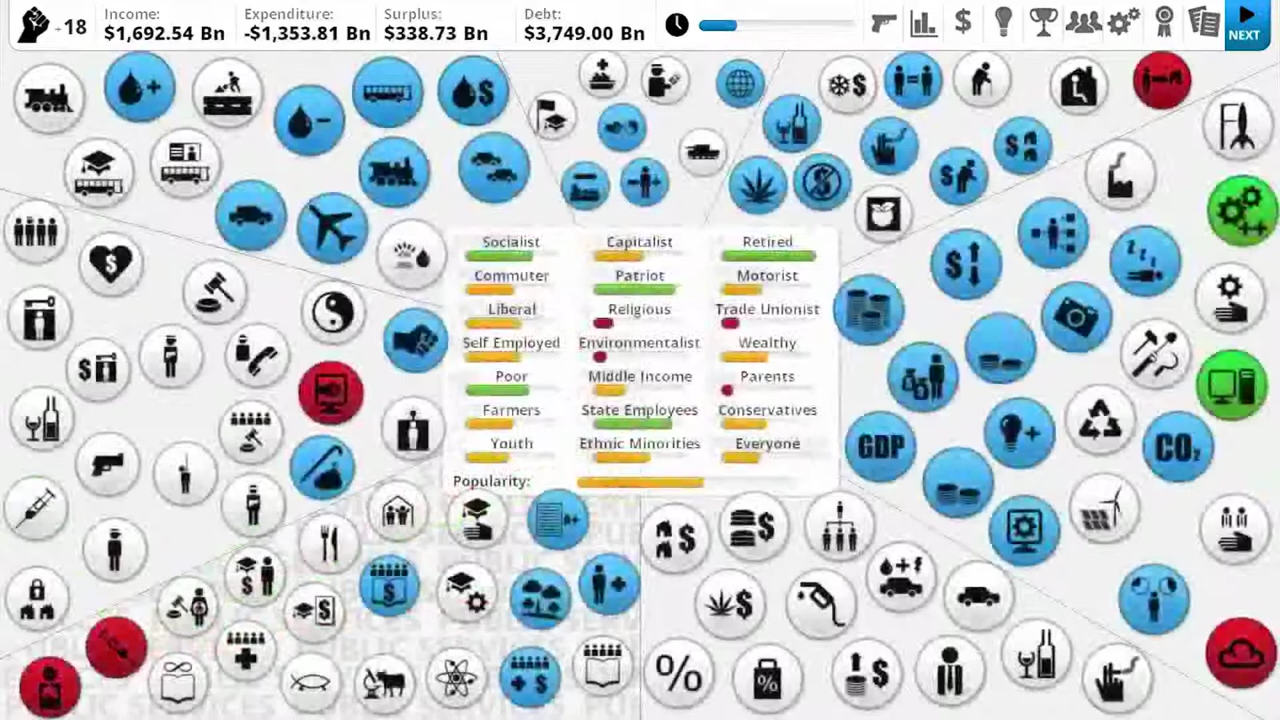 +18
Income: Expenditure: Surplus: Debt:
$1,692.54 Bn -$1,353.81 Bn $338.73 Bn $3,749.00 Bn
NEXT
Socialist Capitalist Retired
Commuter Patriot Motorist
Liberal Religious Trade Unionist
Self Employed Environmentalist Wealthy
Poor Middle Income Parents
Farmers State Employees Conservatives
Youth Ethnic Minorities Everyone
Popularity:
GDP CO₂